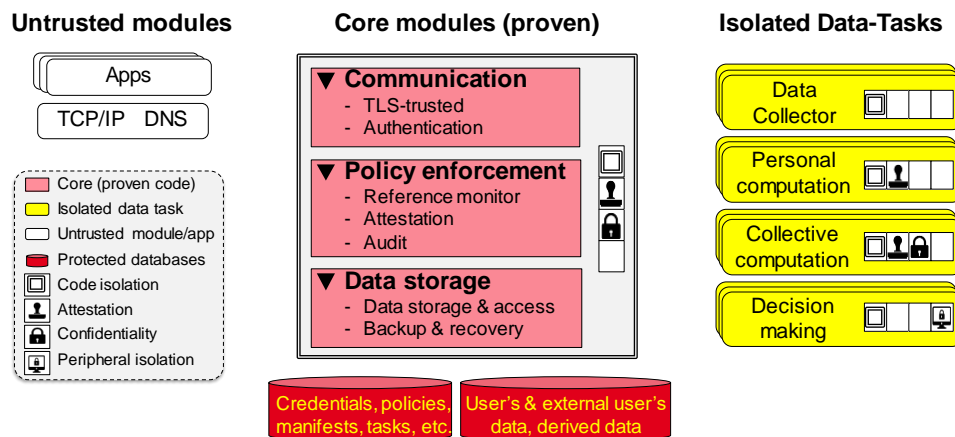 Untrusted modules
Apps
TCP/IP DNS
Core (proven code)
Isolated data task
Untrusted module/app
Protected databases
Code isolation
Attestation
Confidentiality
Peripheral isolation
Core modules (proven)
▼ Communication
- TLS-trusted
- Authentication
▼ Policy enforcement
- Reference monitor
- Attestation
- Audit
▼ Data storage
- Data storage & access
- Backup & recovery
Credentials, policies,
manifests, tasks, etc.
User's & external user's
data, derived data
Isolated Data-Tasks
Data
Collector
Personal
computation
Collective
computation
Decision
making